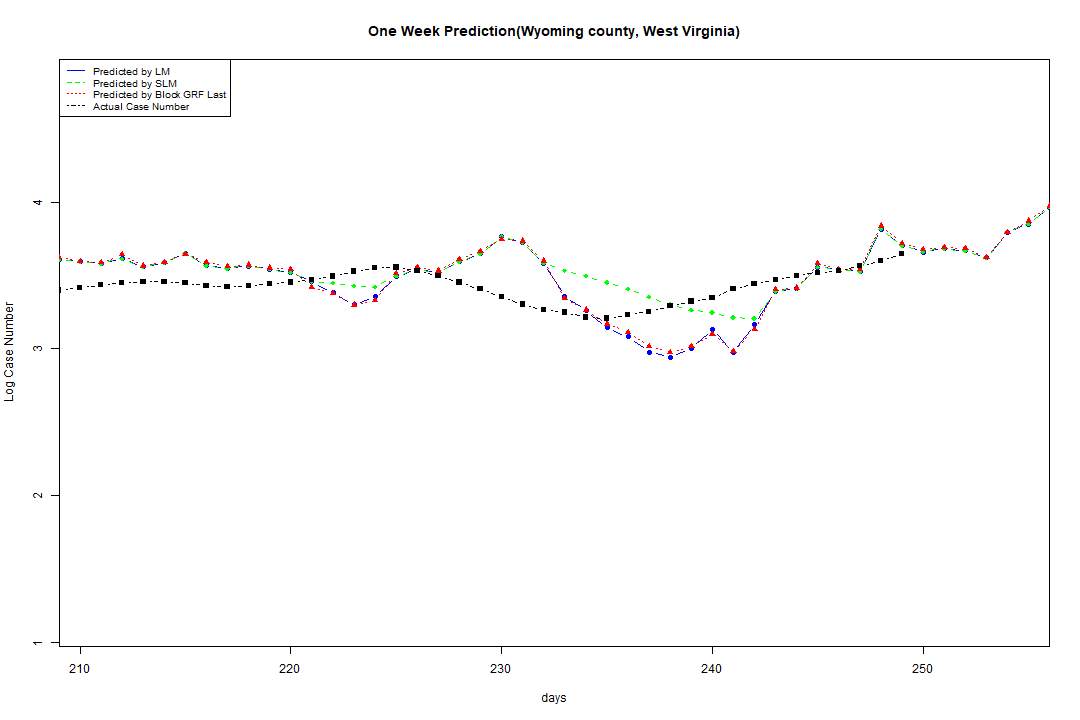 One Week Prediction(Wyoming county, West Virginia)
Predicted by LM
Predicted by SLM
Predicted by Block GRF Last
Actual Case Number
4
3
2
1
Log Case Number
210 220 230 240 250
days